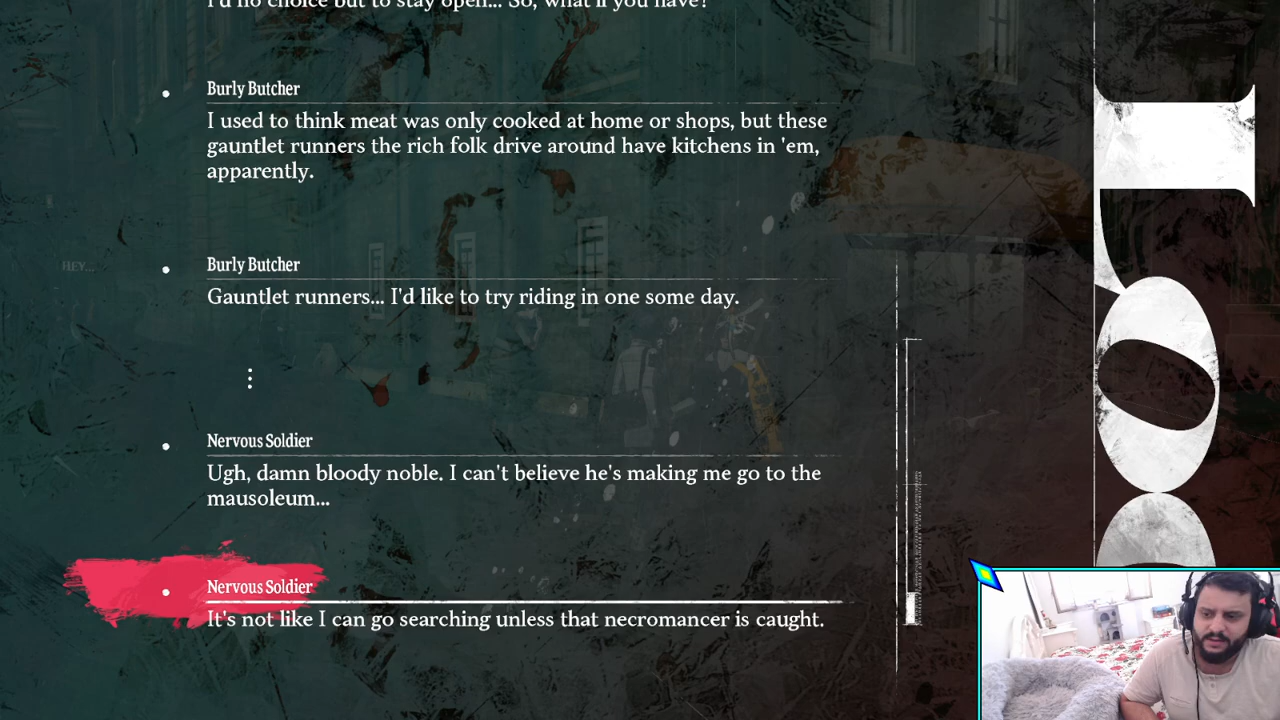 I'd no choice but to stay open... So, what if you have?
Burly Butcher
I used to think meat was only cooked at home or shops, but these
gauntlet runners the rich folk drive around have kitchens in 'em,
apparently.
HEY...
Burly Butcher
Gauntlet runners... I'd like to try riding in one some day.
⋮
Nervous Soldier
Ugh, damn bloody noble. I can't believe he's making me go to the
mausoleum...
Nervous Soldier
It's not like I can go searching unless that necromancer is caught.